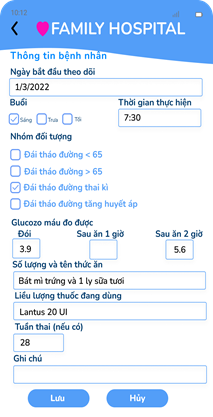 10:12
FAMILY HOSPITAL
Thông tin bệnh nhân
Ngày bắt đầu theo dõi
1/3/2022
Buổi Thời gian thực hiện
Sáng Trưa Tối 7:30
Nhóm đối tượng
Đái tháo đường < 65
Đái tháo đường > 65
Đái tháo đường thai kì
Đái tháo đường tăng huyết áp
Glucozo máu đo được
Đói Sau ăn 1 giờ Sau ăn 2 giờ
3.9 5.6
Số lượng và tên thức ăn
Bát mì trứng và 1 ly sữa tươi
Liều lượng thuốc đang dùng
Lantus 20 UI
Tuần thai (nếu có)
28
Ghi chú
Lưu Hủy